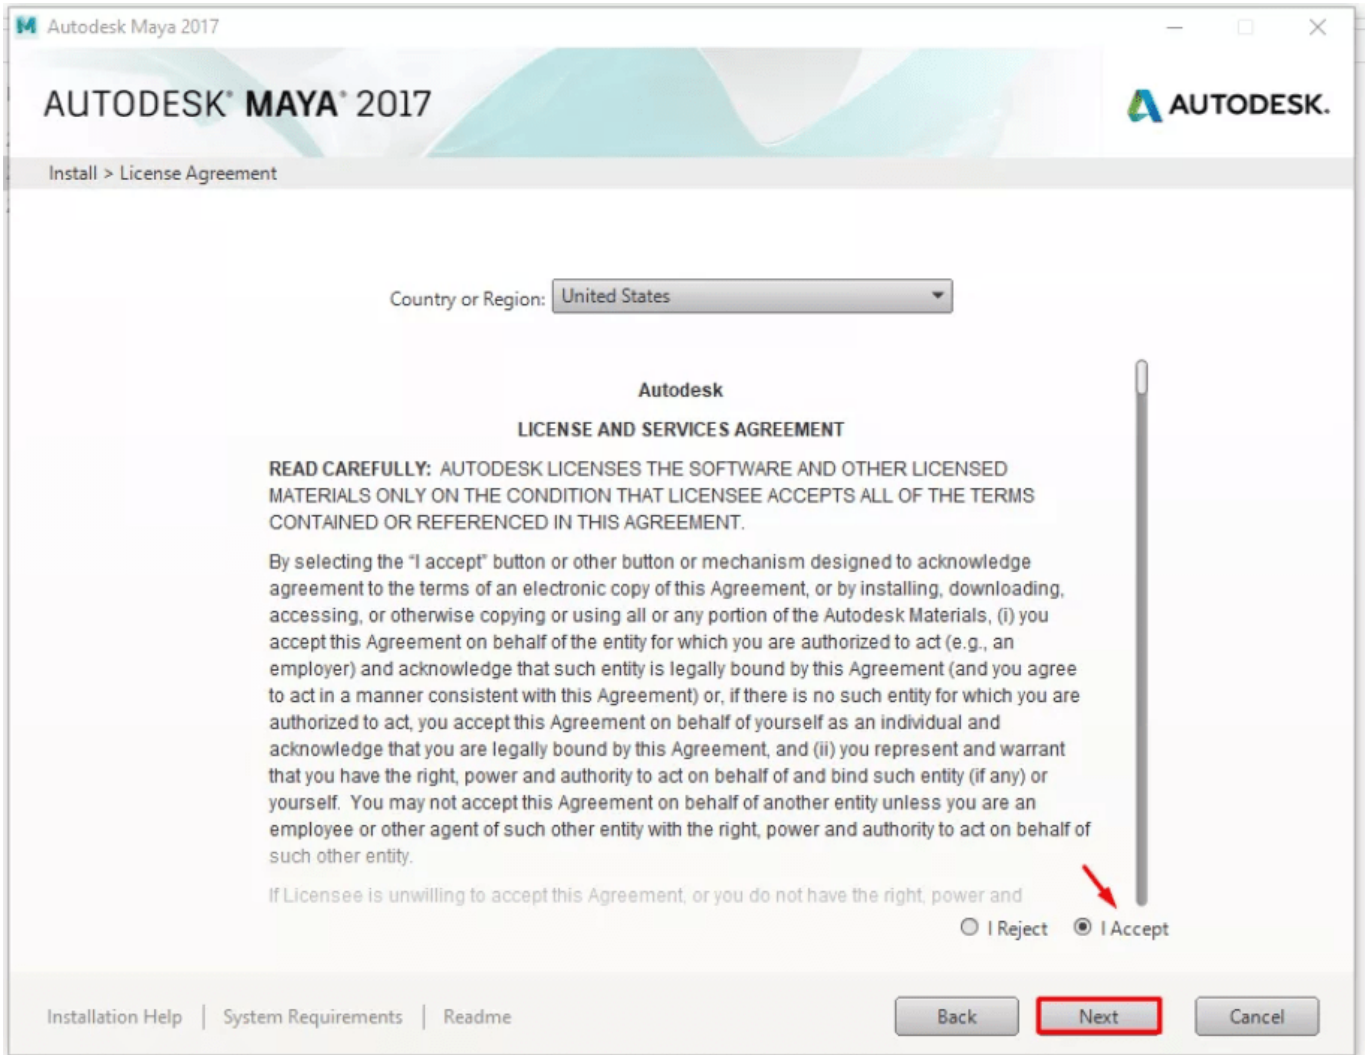 Autodesk Maya 2017
AUTODESK® MAYA® 2017
AUTODESK.
Install > License Agreement
Country or Region: United States
Autodesk
LICENSE AND SERVICES AGREEMENT
READ CAREFULLY: AUTODESK LICENSES THE SOFTWARE AND OTHER LICENSED
MATERIALS ONLY ON THE CONDITION THAT LICENSEE ACCEPTS ALL OF THE TERMS
CONTAINED OR REFERENCED IN THIS AGREEMENT.
By selecting the “I accept” button or other button or mechanism designed to acknowledge
agreement to the terms of an electronic copy of this Agreement, or by installing, downloading,
accessing, or otherwise copying or using all or any portion of the Autodesk Materials, (i) you
accept this Agreement on behalf of the entity for which you are authorized to act (e.g., an
employer) and acknowledge that such entity is legally bound by this Agreement (and you agree
to act in a manner consistent with this Agreement) or, if there is no such entity for which you are
authorized to act, you accept this Agreement on behalf of yourself as an individual and
acknowledge that you are legally bound by this Agreement, and (ii) you represent and warrant
that you have the right, power and authority to act on behalf of and bind such entity (if any) or
yourself. You may not accept this Agreement on behalf of another entity unless you are an
employee or other agent of such other entity with the right, power and authority to act on behalf of
such other entity.
If Licensee is unwilling to accept this Agreement, or you do not have the right, power and
I Reject I Accept
Installation Help | System Requirements | Readme
Back Next Cancel